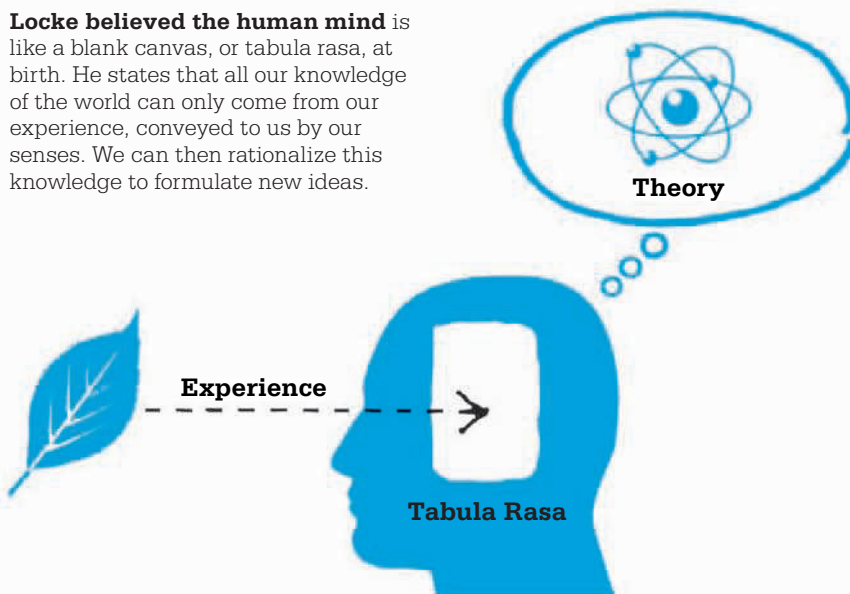 Locke believed the human mind is
like a blank canvas, or tabula rasa, at
birth. He states that all our knowledge
of the world can only come from our
experience, conveyed to us by our
senses. We can then rationalize this
knowledge to formulate new ideas.
Theory
Experience
Tabula Rasa